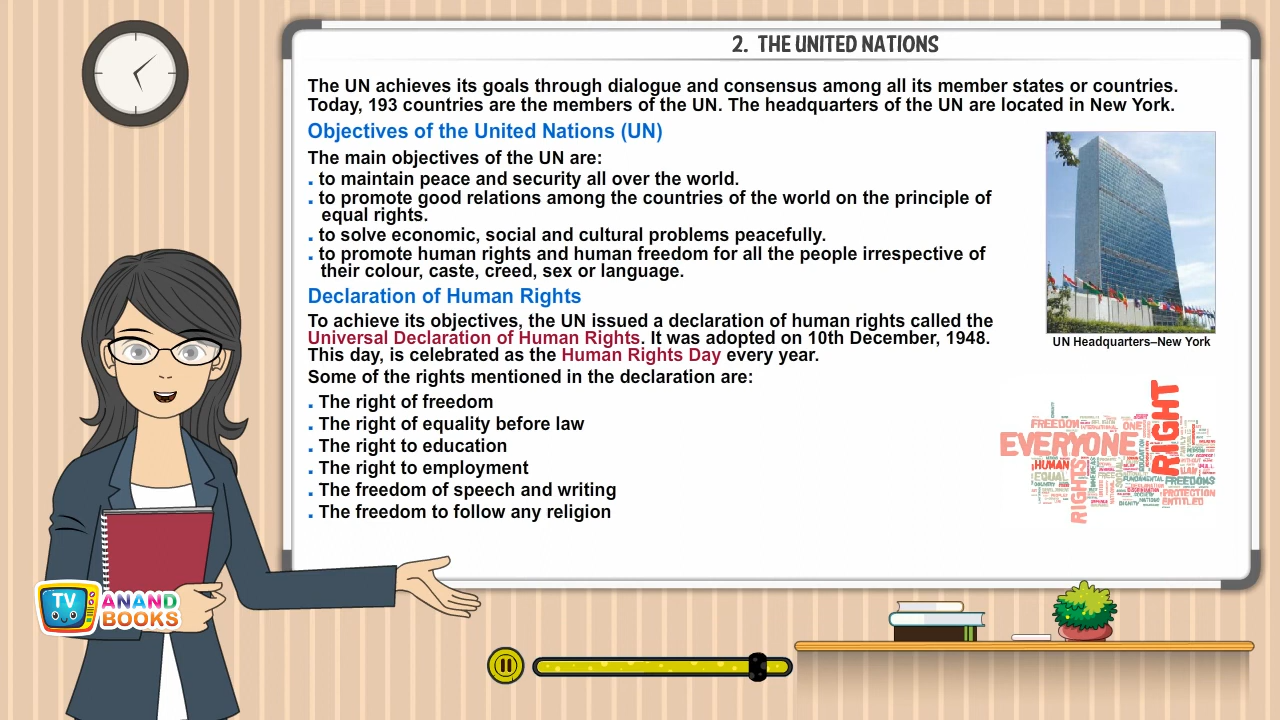 2. THE UNITED NATIONS
The UN achieves its goals through dialogue and consensus among all its member states or countries.
Today, 193 countries are the members of the UN. The headquarters of the UN are located in New York.
Objectives of the United Nations (UN)
The main objectives of the UN are:
. to maintain peace and security all over the world.
. to promote good relations among the countries of the world on the principle of
equal rights.
. to solve economic, social and cultural problems peacefully.
. to promote human rights and human freedom for all the people irrespective of
their colour, caste, creed, sex or language.
UN Headquarters–New York
Declaration of Human Rights
To achieve its objectives, the UN issued a declaration of human rights called the
Universal Declaration of Human Rights. It was adopted on 10th December, 1948.
This day, is celebrated as the Human Rights Day every year.
Some of the rights mentioned in the declaration are:
. The right of freedom
. The right of equality before law
. The right to education
. The right to employment
. The freedom of speech and writing
. The freedom to follow any religion
FREEDOM
ONE
EVERYONE
RIGHT
HUMAN
EQUAL
RIGHTS
EDUCATION
LAW
FUNDAMENTAL FREEDOMS
PROTECTION
ENTITLED
DIGNITY
TV
ANAND
BOOKS